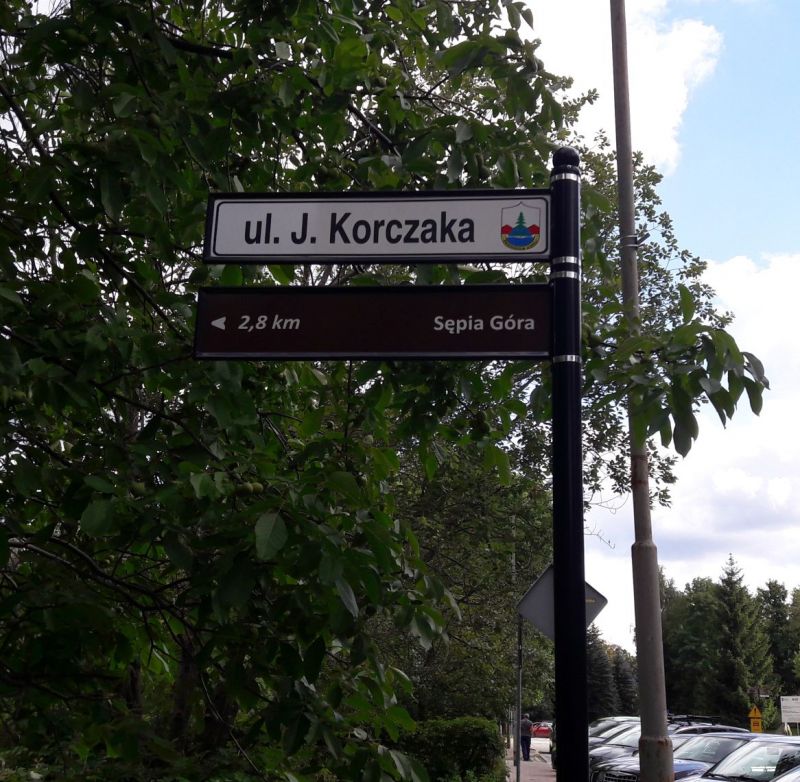 ul. J. Korczaka
2,8 km Sępia Góra